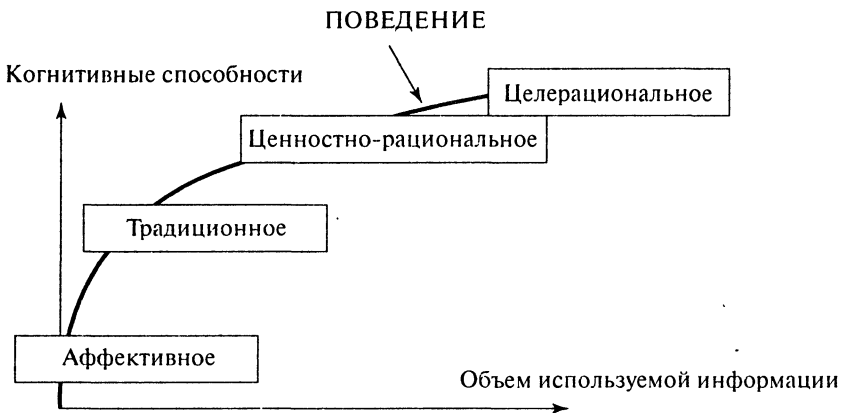 ПОВЕДЕНИЕ
Когнитивные способности
Целерациональное
Ценностно-рациональное
Традиционное
Аффективное
Объем используемой информации